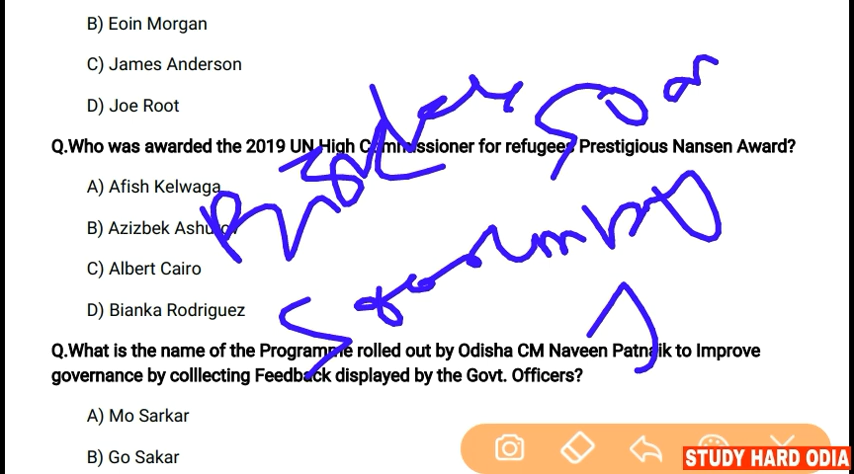 B) Eoin Morgan
C) James Anderson
D) Joe Root
Q.Who was awarded the 2019 UN High Commissioner for refugees Prestigious Nansen Award?
A) Afish Kelwaga
B) Azizbek Ashurov
C) Albert Cairo
D) Bianka Rodriguez
Q.What is the name of the Programme rolled out by Odisha CM Naveen Patnaik to Improve
governance by colllecting Feedback displayed by the Govt. Officers?
A) Mo Sarkar
B) Go Sakar
STUDY HARD ODIA